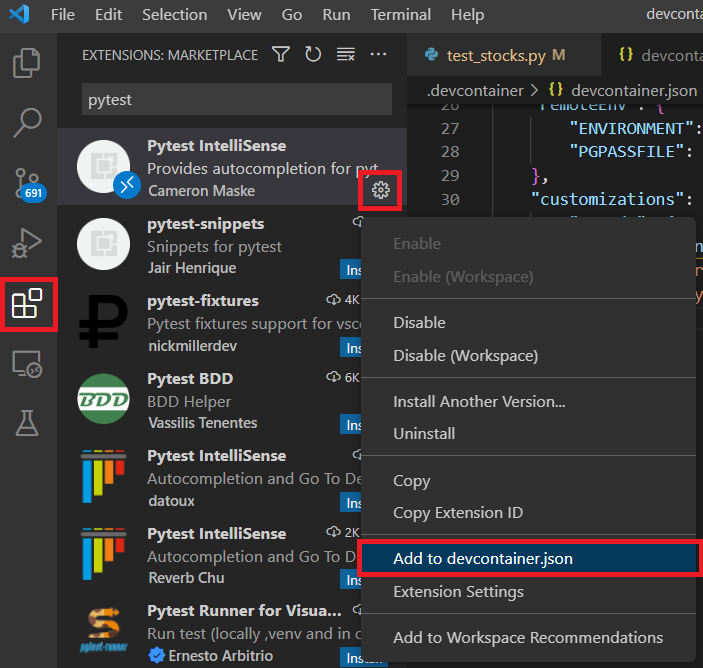 File Edit Selection View Go Run Terminal Help
devconta
EXTENSIONS: MARKETPLACE
pytest
691
Pytest IntelliSense
Provides autocompletion for pyt
Cameron Maske
pytest-snippets
Snippets for pytest
Jair Henrique
Ins
pytest-fixtures
4K
Pytest fixtures support for vsco
nickmillerdev
Ins
Pytest BDD
6K
BDD Helper
Vassilis Tenentes
Ins
Pytest IntelliSense
Autocompletion and Go To De
datoux
Ins
Pytest IntelliSense
2K
Autocompletion and Go To De
Reverb Chu
Ins
Pytest Runner for Visua...
Run test (locally ,venv and in d
Ernesto Arbitrio
Install
BDD
pytest-runner
test_stocks.py M
{} devconta
.devcontainer > {} devcontainer.json
26 "remoteEnv": {
27 "ENVIRONMENT":
28 "PGPASSFILE":
29 },
30 "customizations":
Enable
Enable (Workspace)
Disable
Disable (Workspace)
Install Another Version...
Uninstall
Copy
Copy Extension ID
Add to devcontainer.json
Extension Settings
Add to Workspace Recommendations